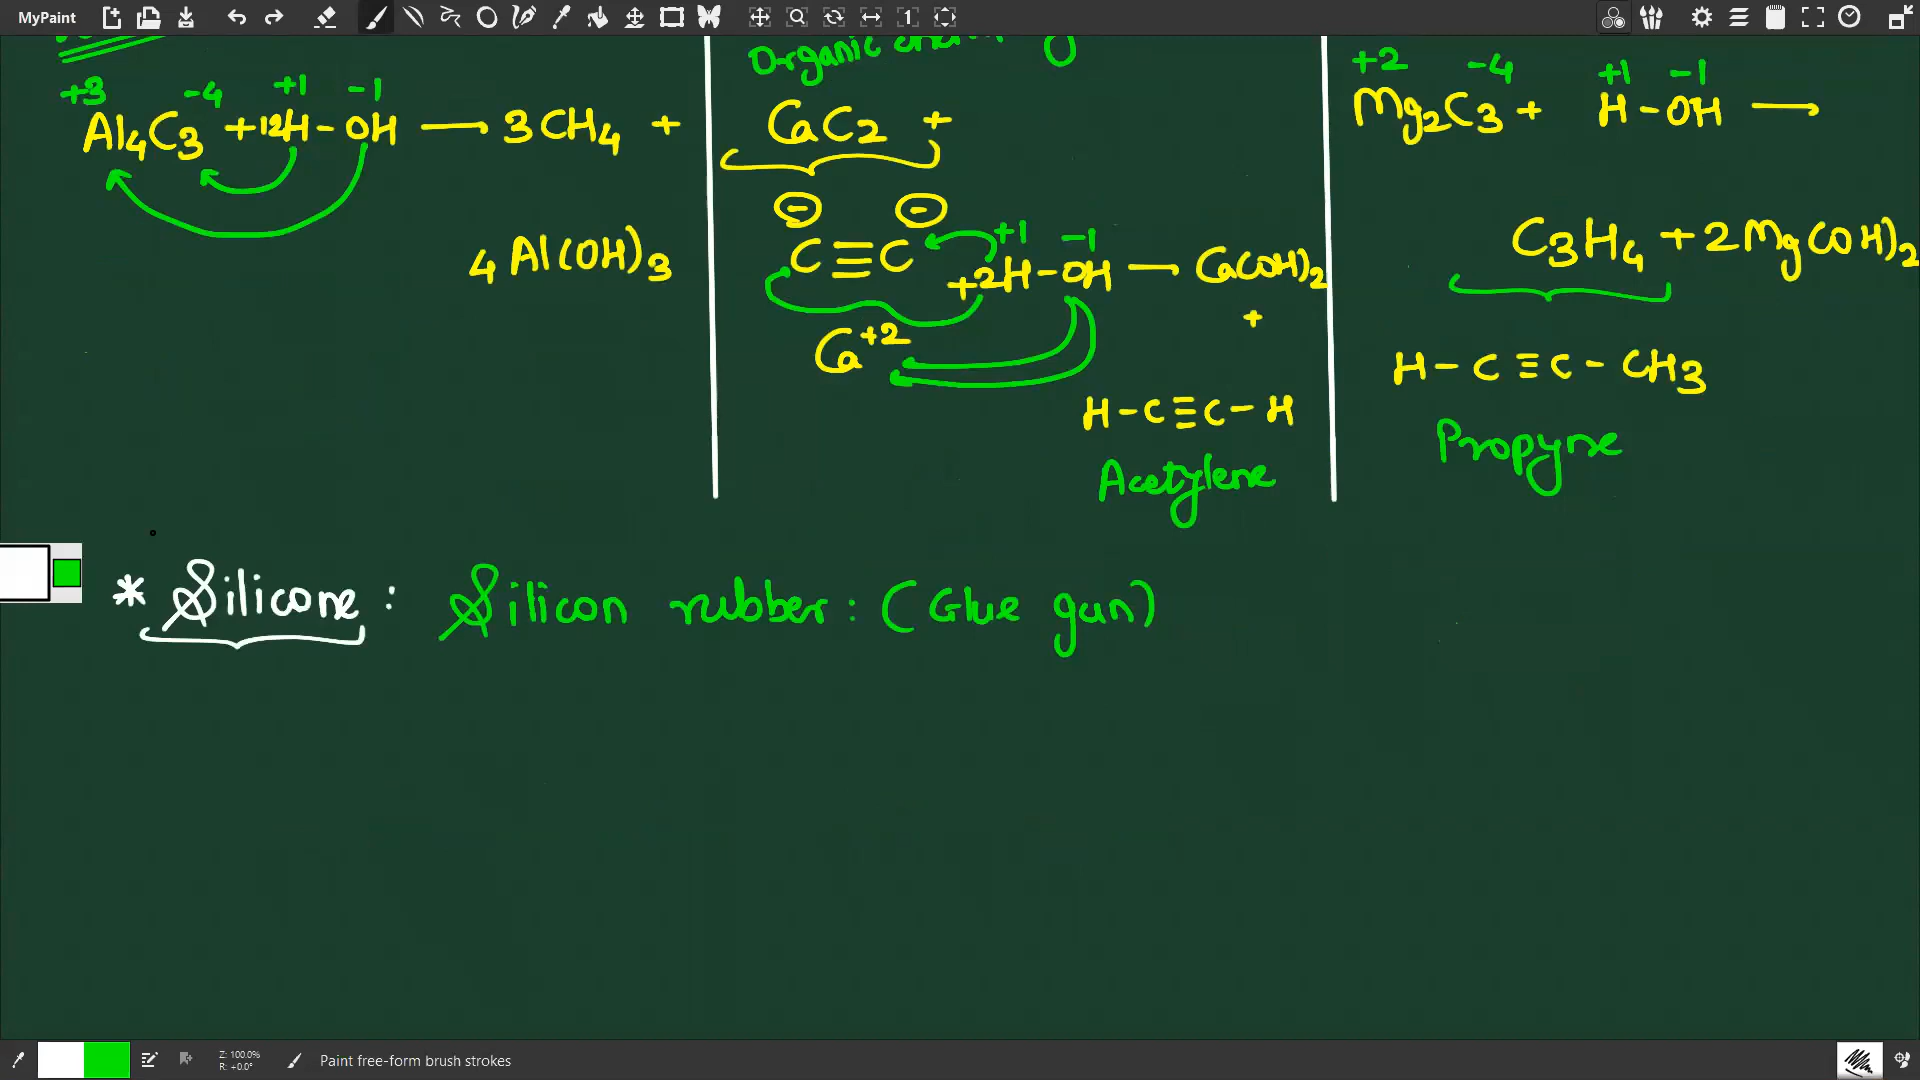 MyPaint
Organic
+3 -4 +1 -1
Al4C3 + 12H - OH → 3CH4 +
4 Al(OH)3
CaC2 +
- -
C≡C +1 -1
+2H - OH → Ca(OH)2
+
Ca+2
H-C≡C-H
Acetylene
+2 -4 +1 -1
Mg2C3 + H-OH →
C3H4 + 2Mg(OH)2
H-C≡C-CH3
Propyne
* Silicone: Silicon rubber: (Glue gun)
Z: 100.0%
R: +0.0°
Paint free-form brush strokes